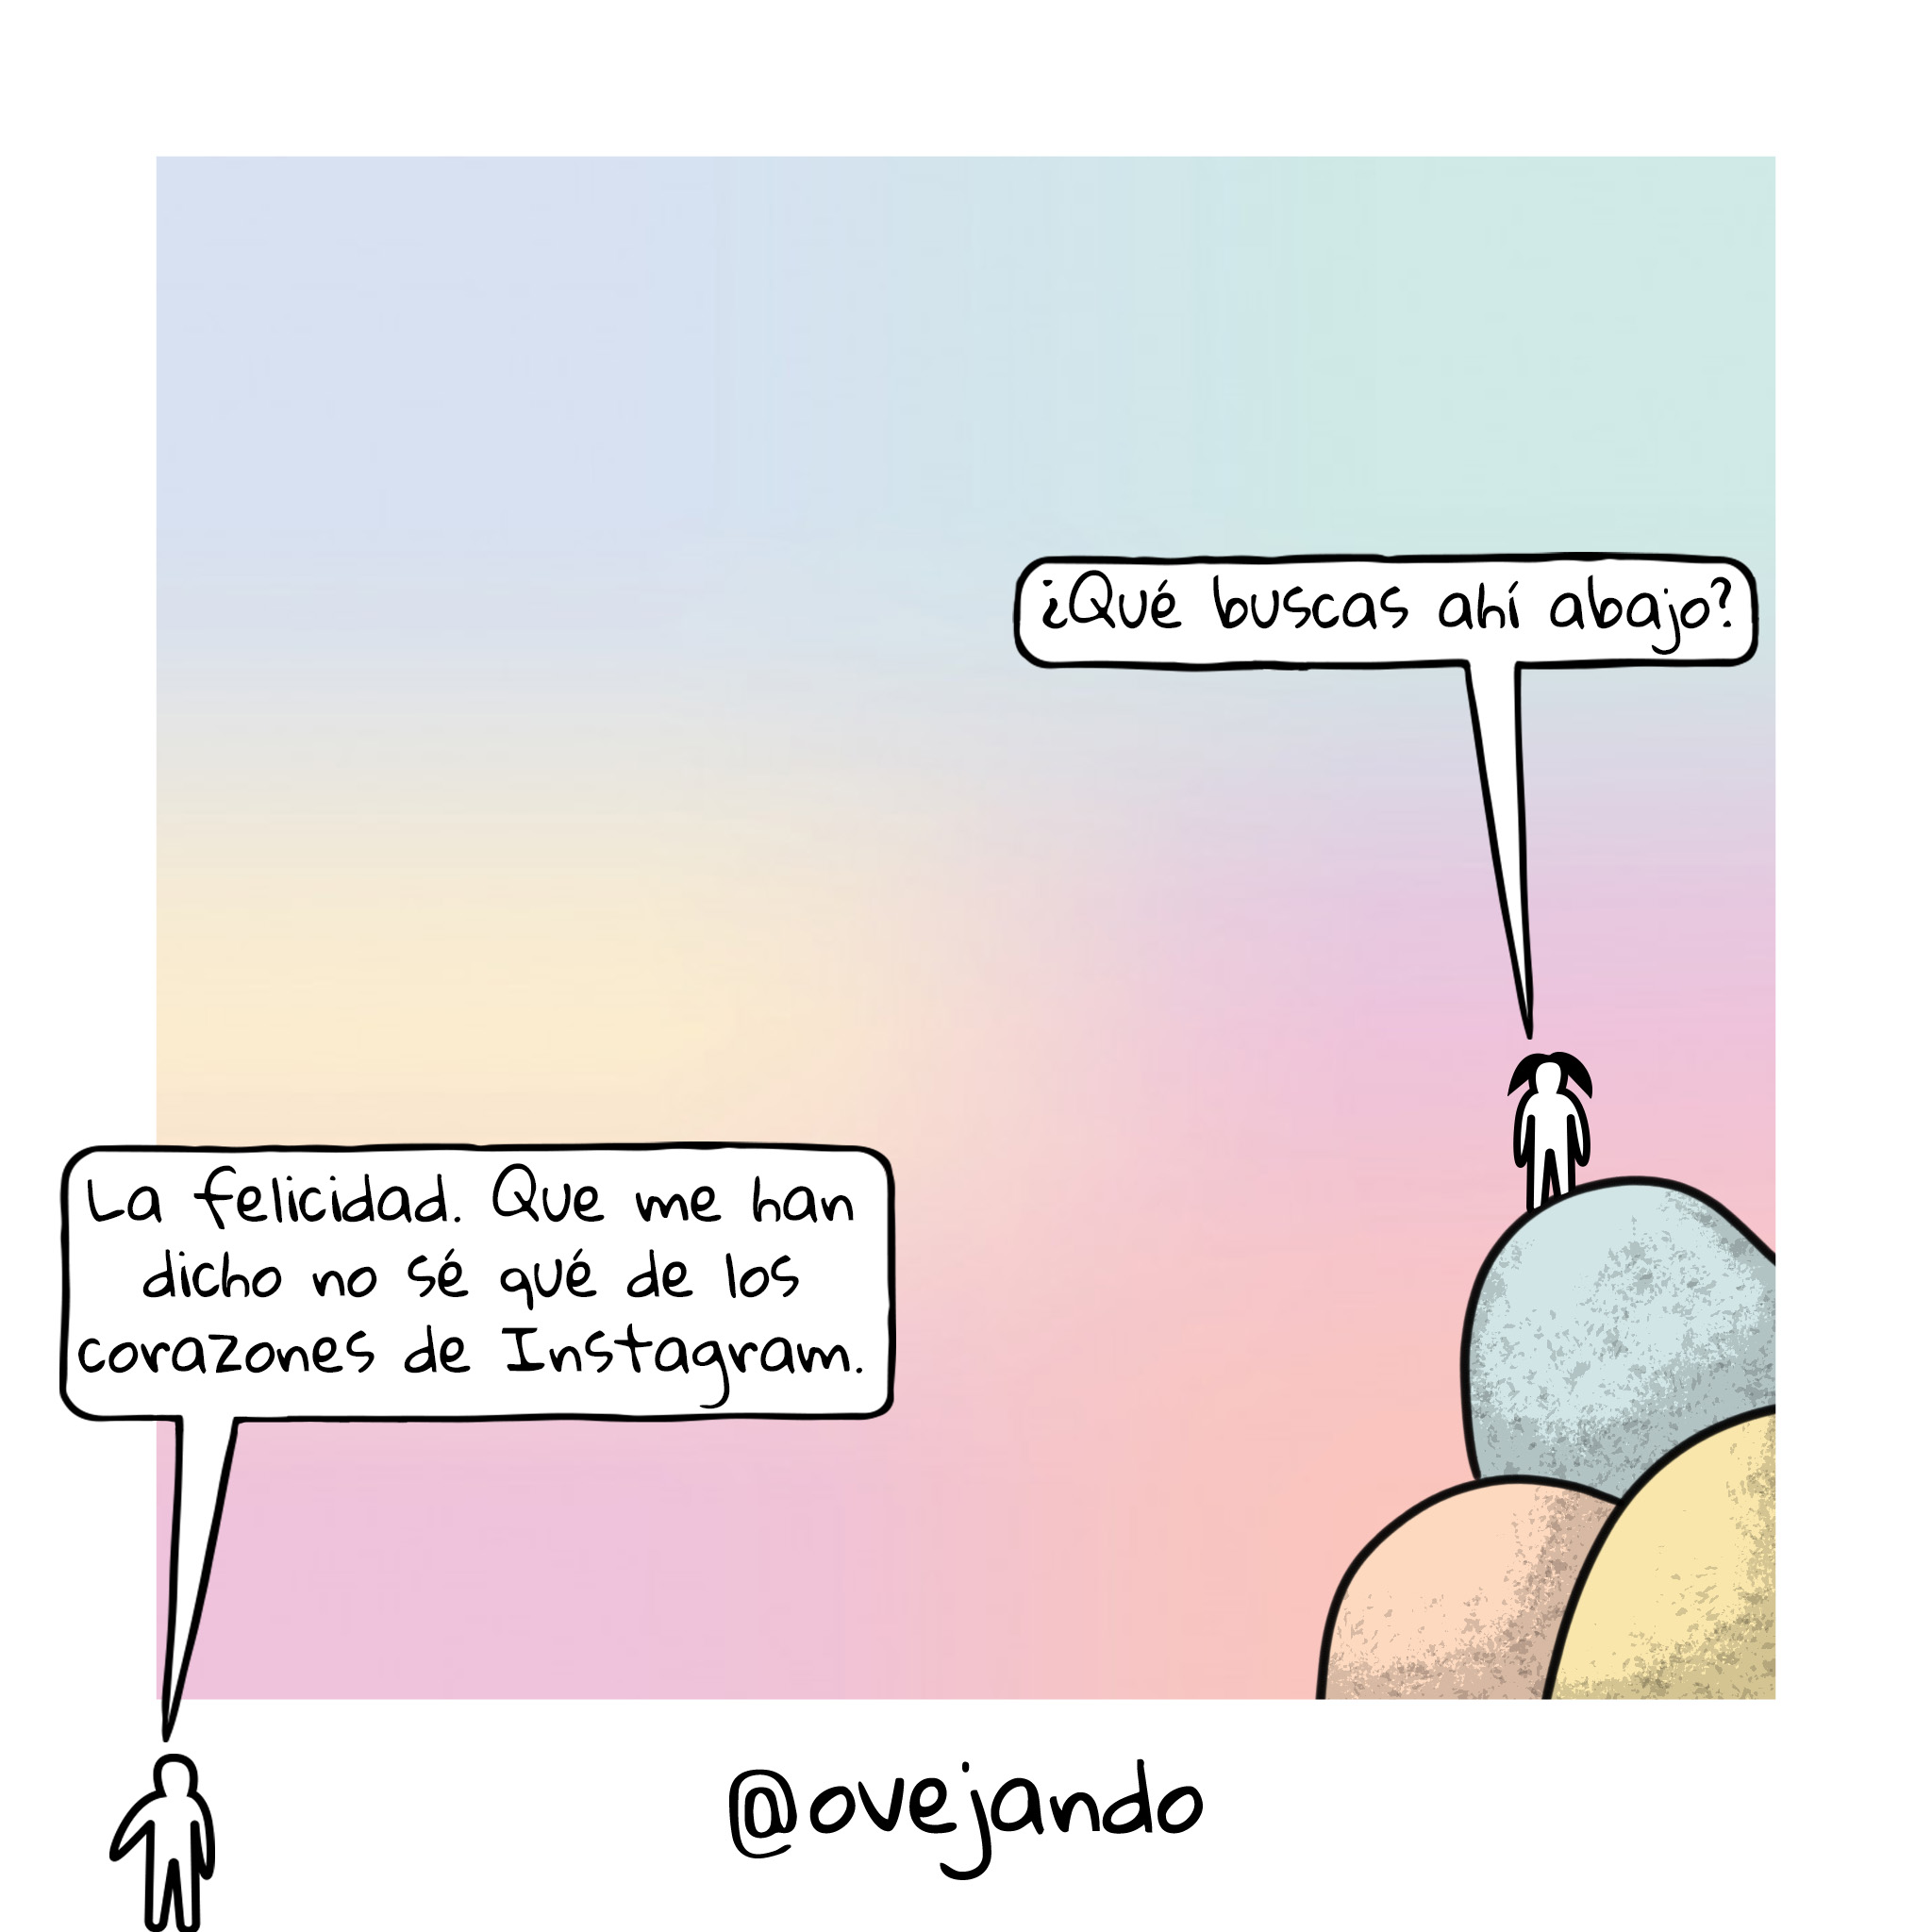 ¿Qué buscas ahí abajo?
La felicidad. Que me han
dicho no sé qué de los
corazones de Instagram.
@ovejando